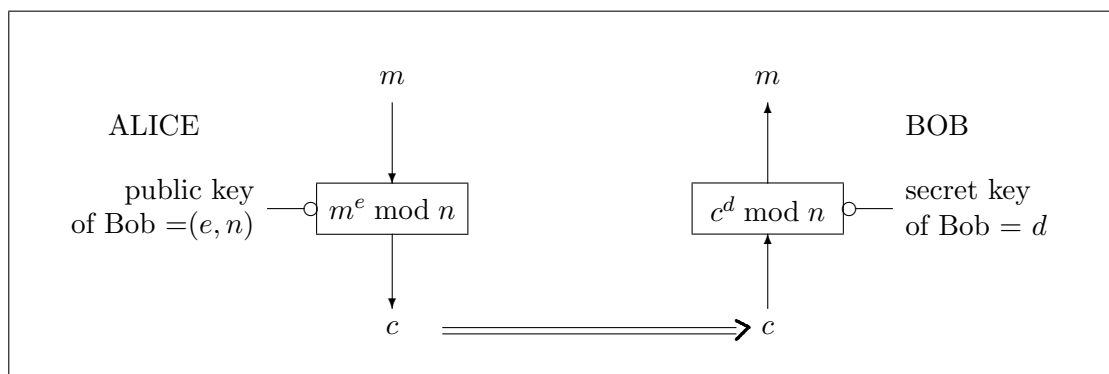 m
ALICE
public key
of Bob =(e, n)
m^e mod n
c
m
BOB
c^d mod n
secret key
of Bob = d
c